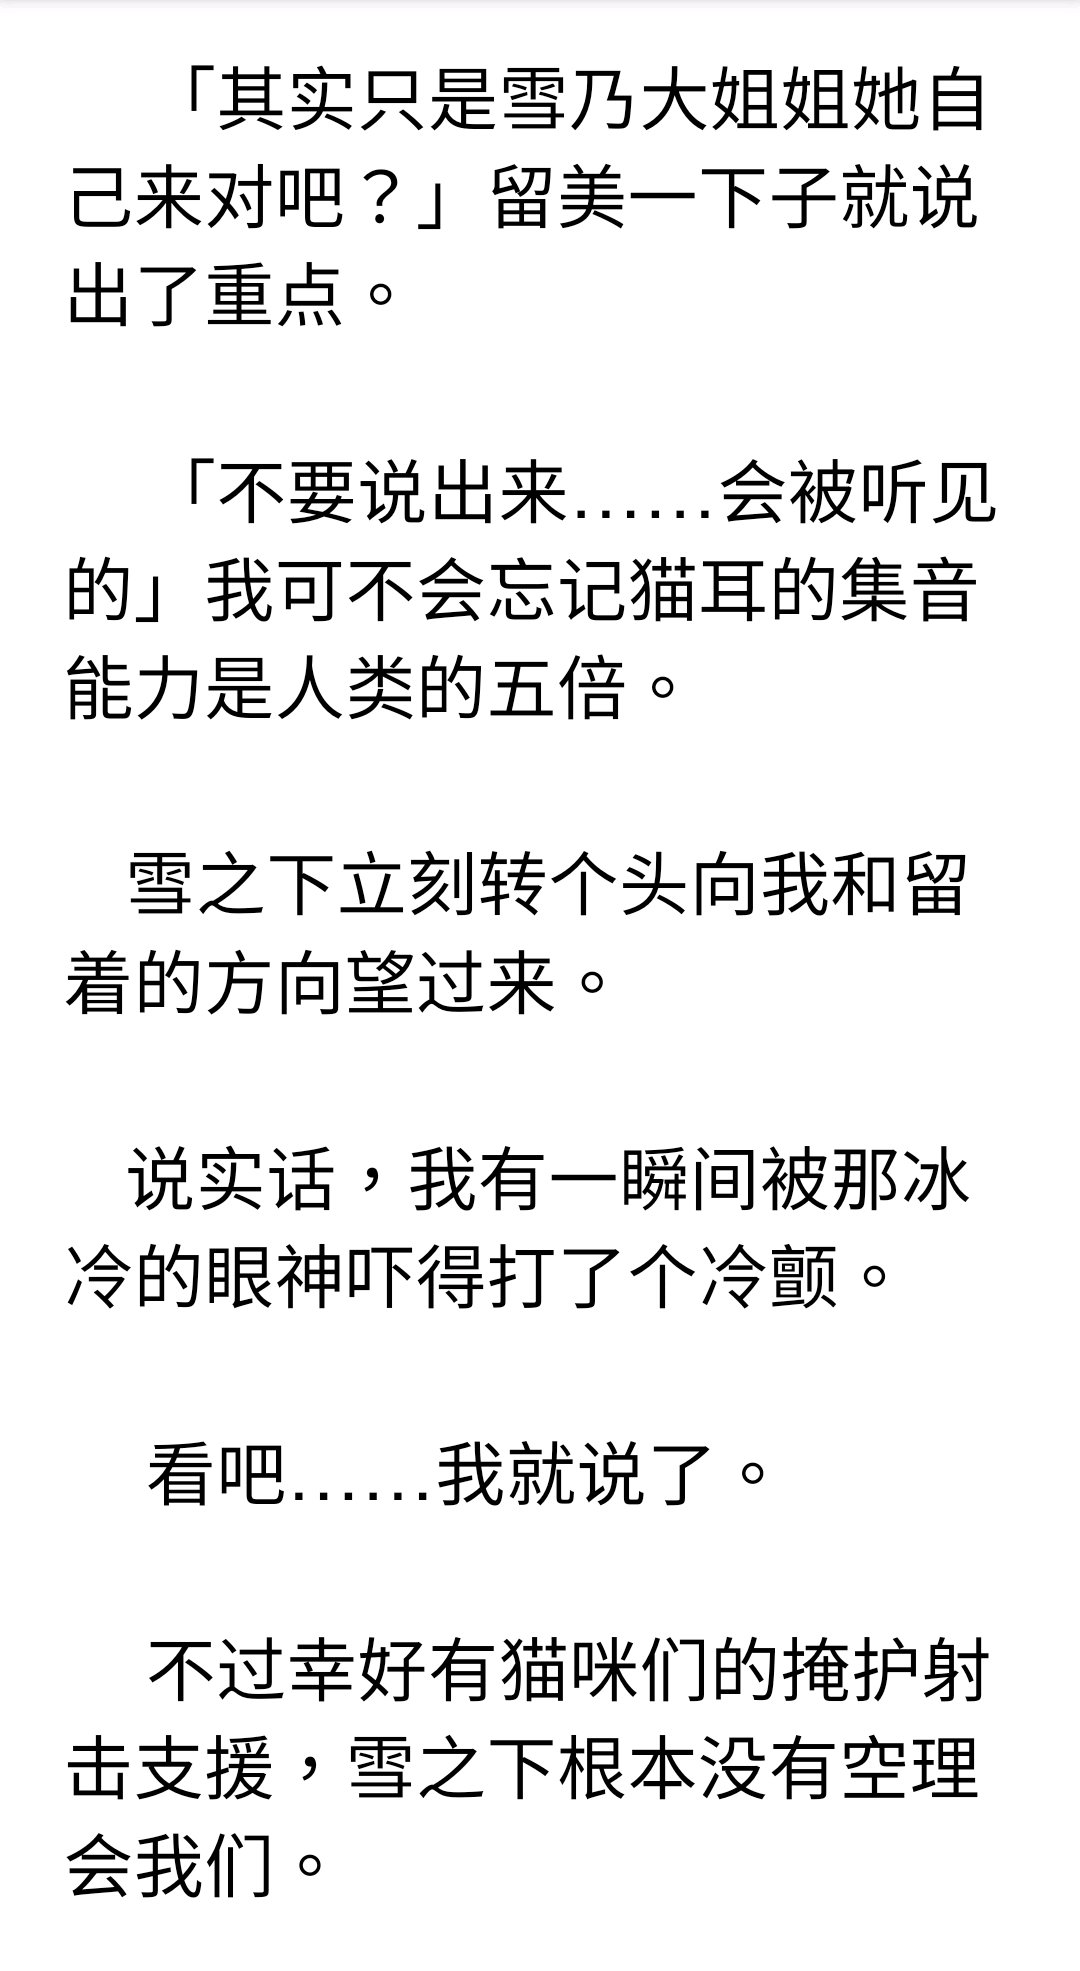 「其实只是雪乃大姐姐她自
己来对吧？」留美一下子就说
出了重点。
「不要说出来……会被听见
的」我可不会忘记猫耳的集音
能力是人类的五倍。
雪之下立刻转个头向我和留
着的方向望过来。
说实话，我有一瞬间被那冰
冷的眼神吓得打了个冷颤。
看吧……我就说了。
不过幸好有猫咪们的掩护射
击支援，雪之下根本没有空理
会我们。